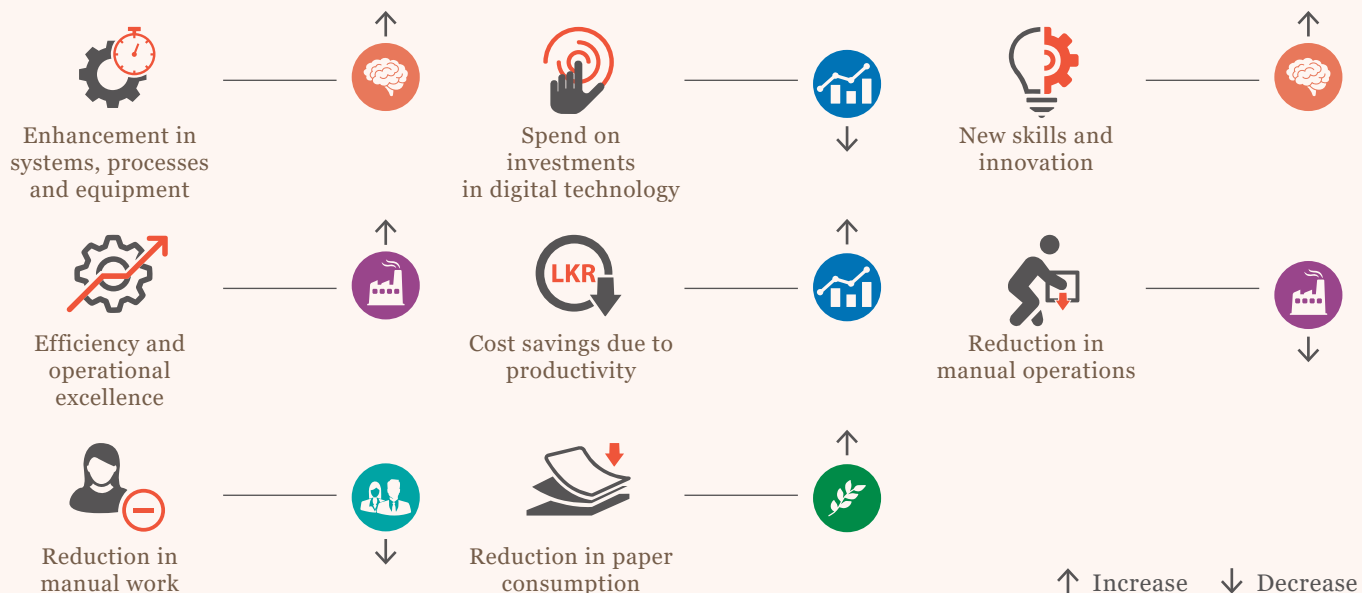 Enhancement in
systems, processes
and equipment
Spend on
investments
in digital technology
New skills and
innovation
Efficiency and
operational
excellence
LKR
Cost savings due to
productivity
Reduction in
manual operations
Reduction in
manual work
Reduction in paper
consumption
Increase
Decrease